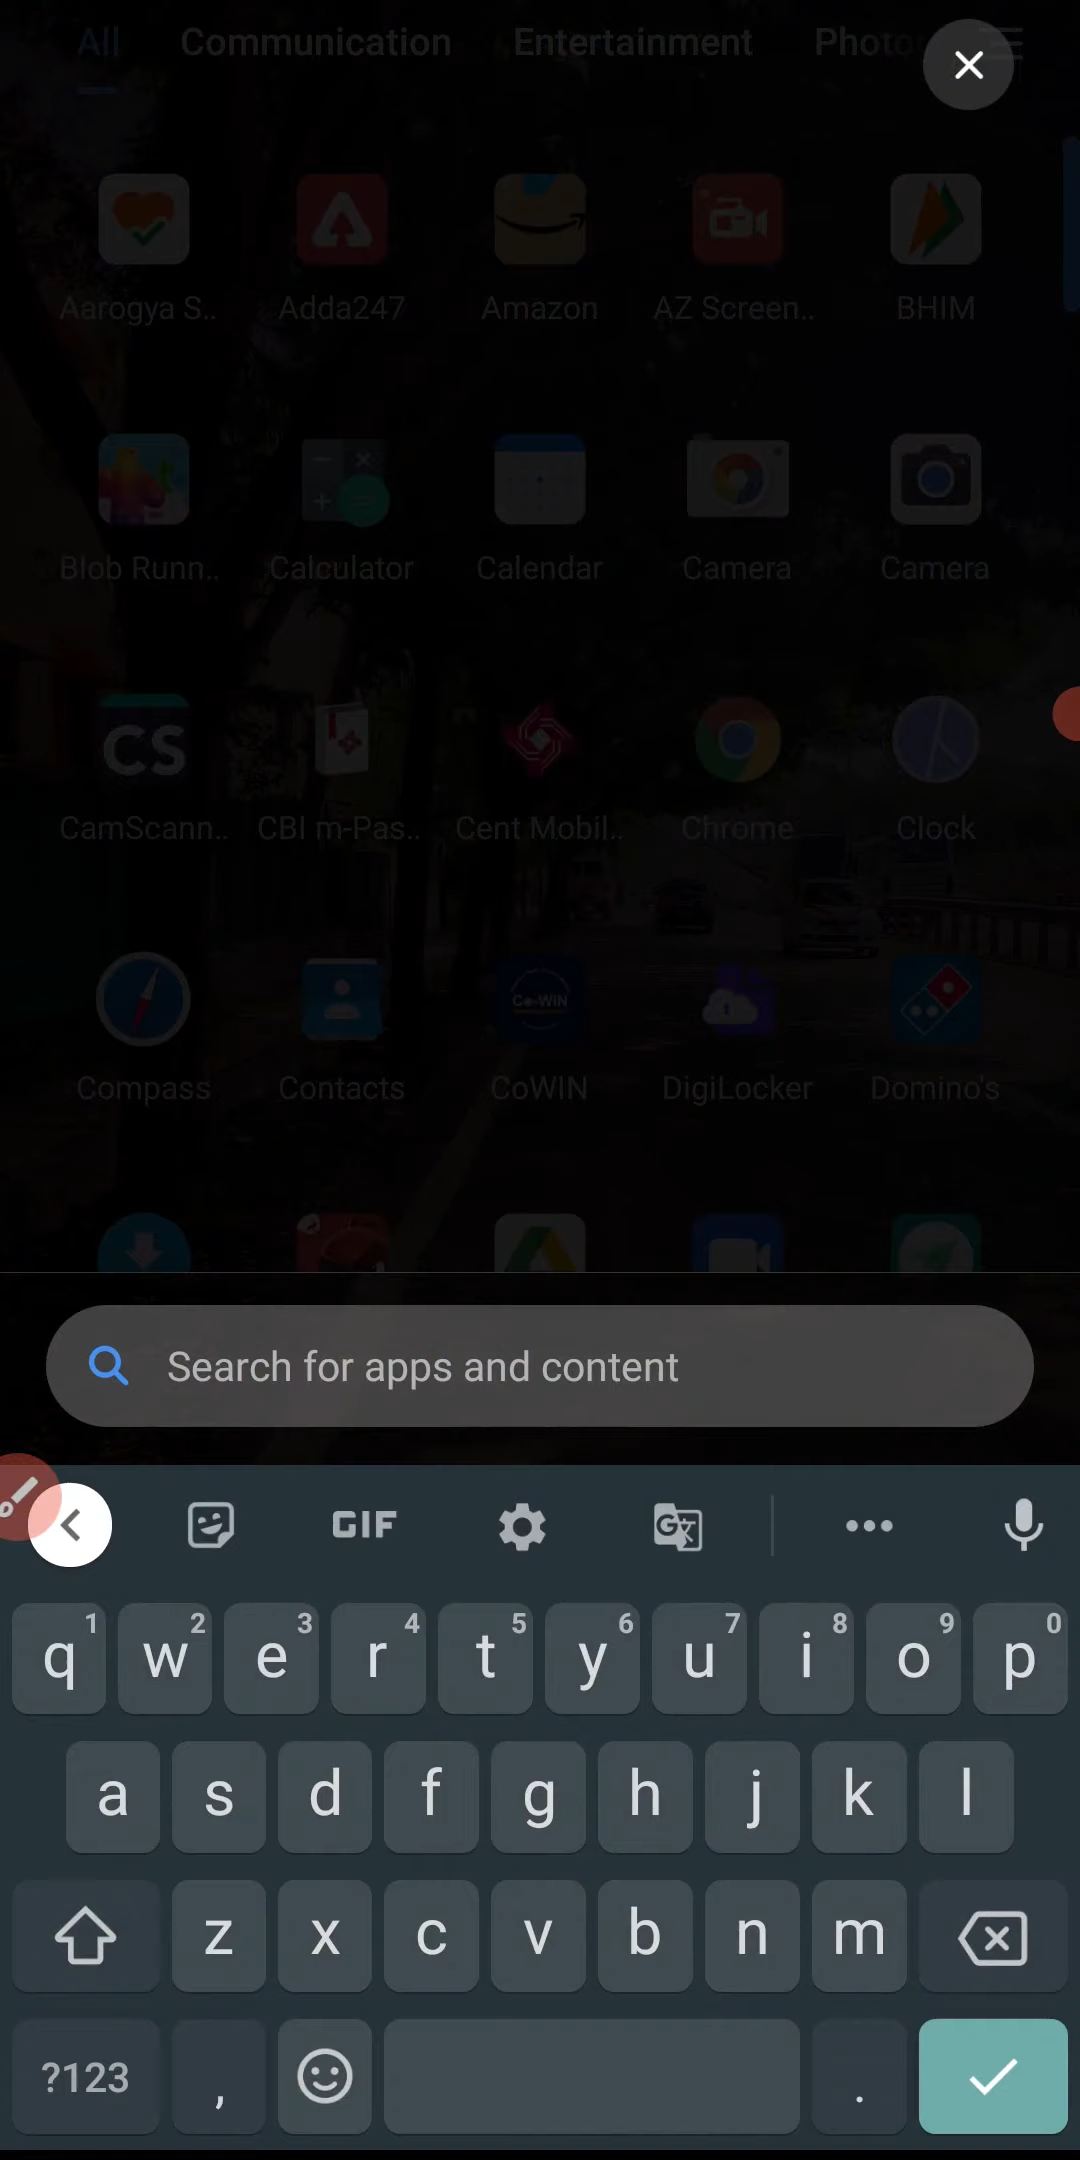 All Communication Entertainment Photo
Aarogya S.. Adda247 Amazon AZ Screen.. BHIM
Blob Runn.. Calculator Calendar Camera Camera
CS
CamScann.. CBI m-Pas.. Cent Mobil.. Chrome Clock
Co-WIN
Compass Contacts CoWIN DigiLocker Domino's
Search for apps and content
GIF G
1 2 3 4 5 6 7 8 9 0
q w e r t y u i o p
a s d f g h j k l
z x c v b n m
?123 , .